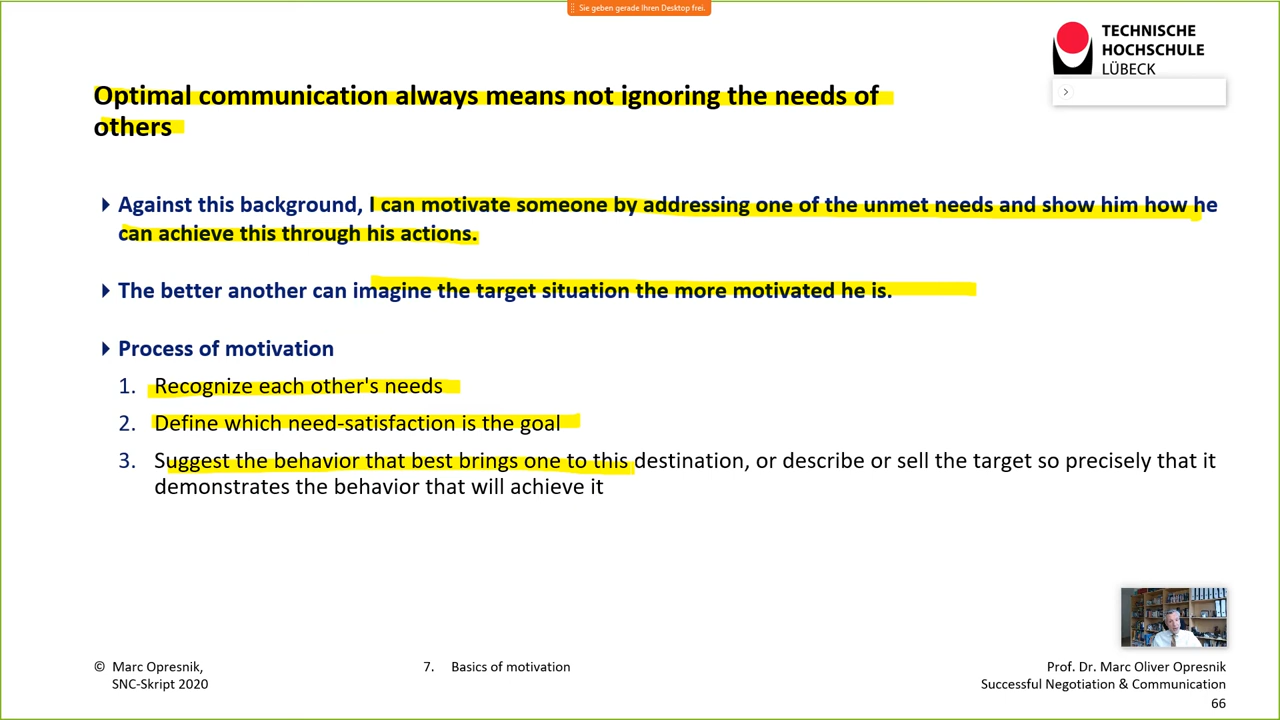 Sie geben gerade Ihren Desktop frei.
TECHNISCHE
HOCHSCHULE
LÜBECK
Optimal communication always means not ignoring the needs of
others
Against this background, I can motivate someone by addressing one of the unmet needs and show him how he
can achieve this through his actions.
The better another can imagine the target situation the more motivated he is.
Process of motivation
1. Recognize each other's needs
2. Define which need-satisfaction is the goal
3. Suggest the behavior that best brings one to this destination, or describe or sell the target so precisely that it
demonstrates the behavior that will achieve it
© Marc Opresnik,
SNC-Skript 2020
7. Basics of motivation
Prof. Dr. Marc Oliver Opresnik
Successful Negotiation & Communication
66